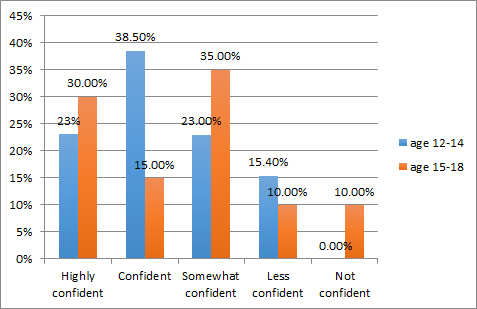 45%
40%
35%
30%
25%
20%
15%
10%
5%
0%
23%
30.00%
38.50%
15.00%
23.00%
35.00%
15.40%
10.00%
0.00%
10.00%
Highly
confident
Confident
Somewhat
confident
Less
confident
Not
confident
age 12-14
age 15-18